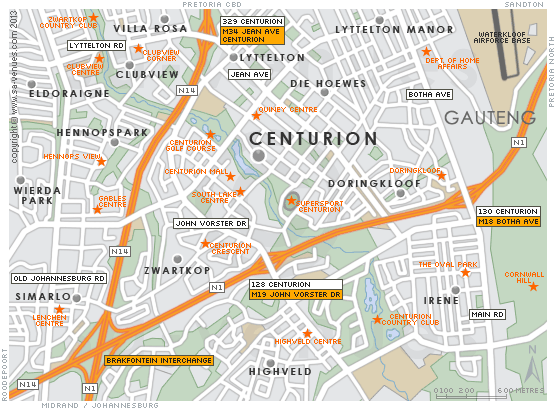 PRETORIA CBD
SANDTON
ZWARTKOP
COUNTRY CLUB
VILLA ROSA
329 CENTURION
M34 JEAN AVE
CENTURION
LYTTELTON MANOR
WATERKLOOF
AIRFORCE BASE
LYTTELTON RD
CLUBVIEW
CORNER
LYTTELTON
DEPT. OF HOME
AFFAIRS
CLUBVIEW
CENTRE
CLUBVIEW
JEAN AVE
DIE HOEWES
PRETORIA NORTH
ELDORAIGNE
N14
BOTHA AVE
QUINEY CENTRE
GAUTENG
HENNOPSPARK
CENTURION
GOLF COURSE
CENTURION
N1
HENNOPS VIEW
CENTURION MALL
DORINGKLOOF
WIERDA
PARK
GABLES
CENTRE
SOUTH LAKE
CENTRE
SUPERSPORT
CENTURION
DORINGKLOOF
130 CENTURION
M18 BOTHA AVE
JOHN VORSTER DR
CENTURION
CRESCENT
N14
ZWARTKOP
THE OVAL PARK
OLD JOHANNESBURG RD
CORNWALL
HILL
N1
128 CENTURION
M19 JOHN VORSTER DR
SIMARLO
IRENE
LENCHEN
CENTRE
CENTURION
COUNTRY CLUB
MAIN RD
HIGHVELD CENTRE
BRAKFONTEIN INTERCHANGE
HIGHVELD
N
N14
N1
0 100 200 600 METRES
ROODEPOORT
MIDRAND / JOHANNESBURG
copyright© www.sa-venues.com 2013